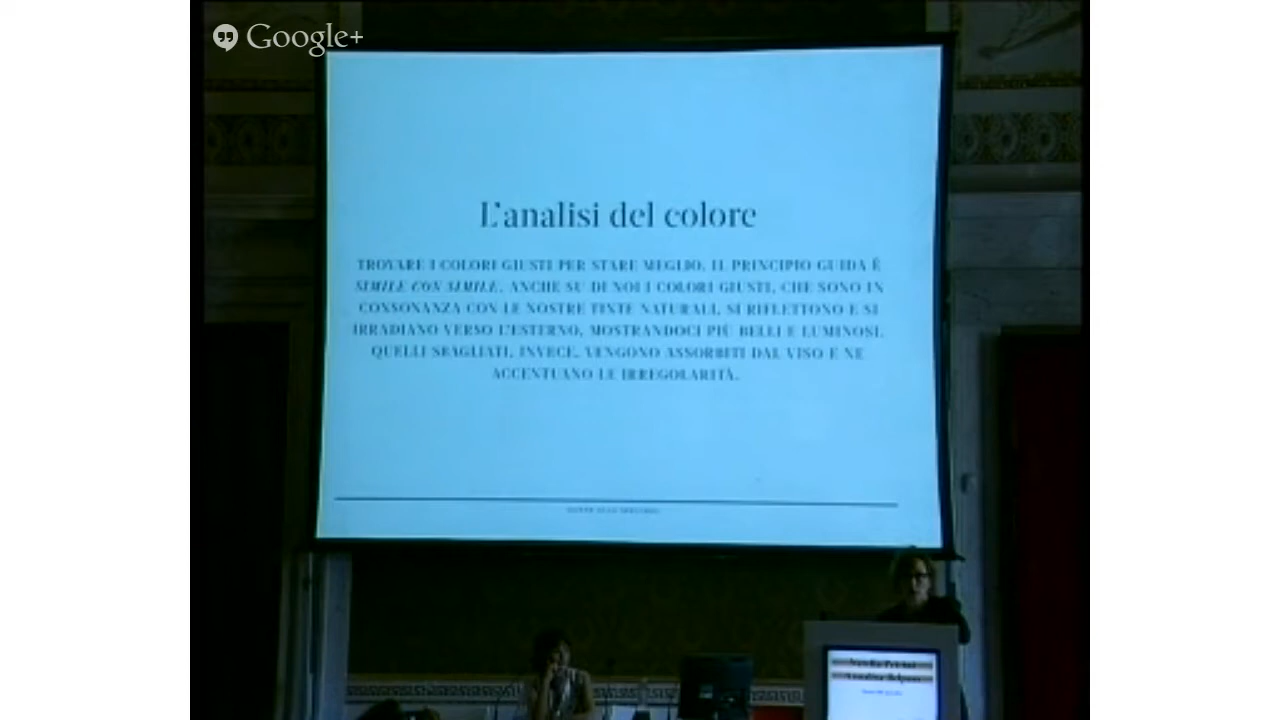 Google+
L'analisi del colore
TROVARE I COLORI GIUSTI PER STARE MEGLIO. IL PRINCIPIO GUIDA È
SIMILE CON SIMILE. ANCHE SU DI NOI I COLORI GIUSTI, CHE SONO IN
CONSONANZA CON LE NOSTRE TINTE NATURALI, SI RIFLETTONO E SI
IRRADIANO VERSO L'ESTERNO, MOSTRANDOCI PIÙ BELLI E LUMINOSI.
QUELLI SBAGLIATI, INVECE, VENGONO ASSORBITI DAL VISO E NE
ACCENTUANO LE IRREGOLARITÀ.